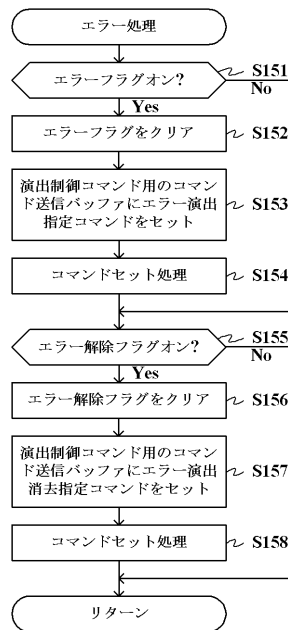 エラー処理
エラーフラグオン?
S151
No
Yes
エラーフラグをクリア
S152
演出制御コマンド用のコマン
ド送信バッファにエラー演出
指定コマンドをセット
S153
コマンドセット処理
S154
エラー解除フラグオン?
S155
No
Yes
エラー解除フラグをクリア
S156
演出制御コマンド用のコマン
ド送信バッファにエラー演出
消去指定コマンドをセット
S157
コマンドセット処理
S158
リターン